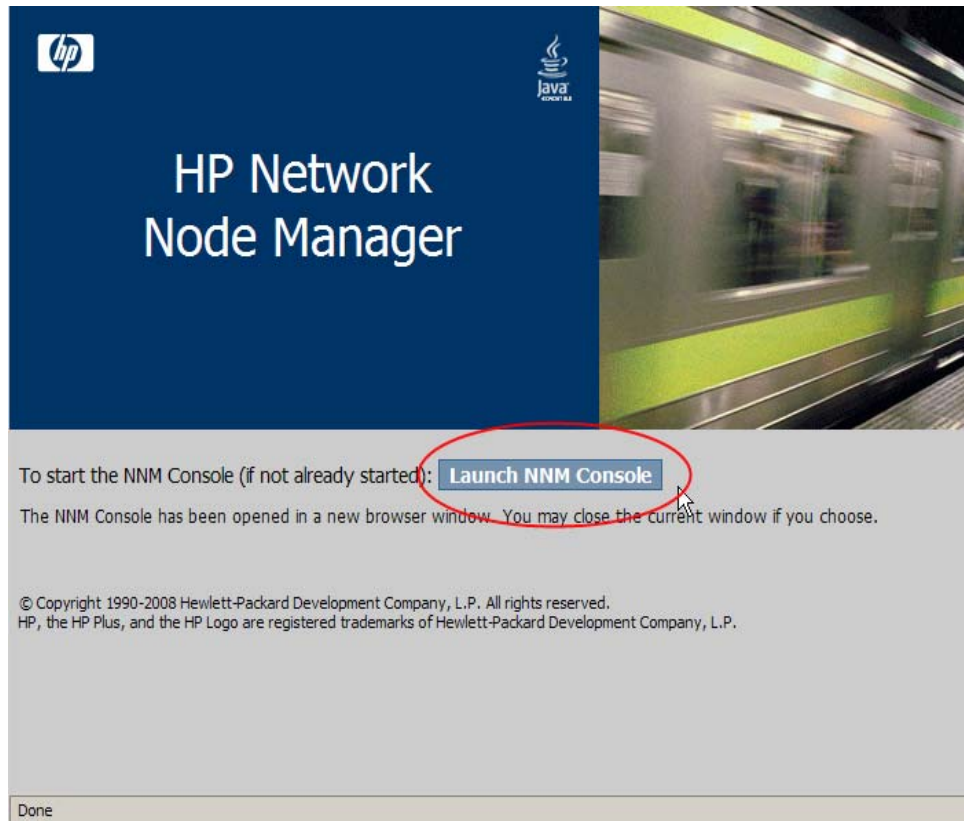 hp
Java
HP Network
Node Manager
To start the NNM Console (if not already started): Launch NNM Console
The NNM Console has been opened in a new browser window. You may close the current window if you choose.
© Copyright 1990-2008 Hewlett-Packard Development Company, L.P. All rights reserved.
HP, the HP Plus, and the HP Logo are registered trademarks of Hewlett-Packard Development Company, L.P.
Done